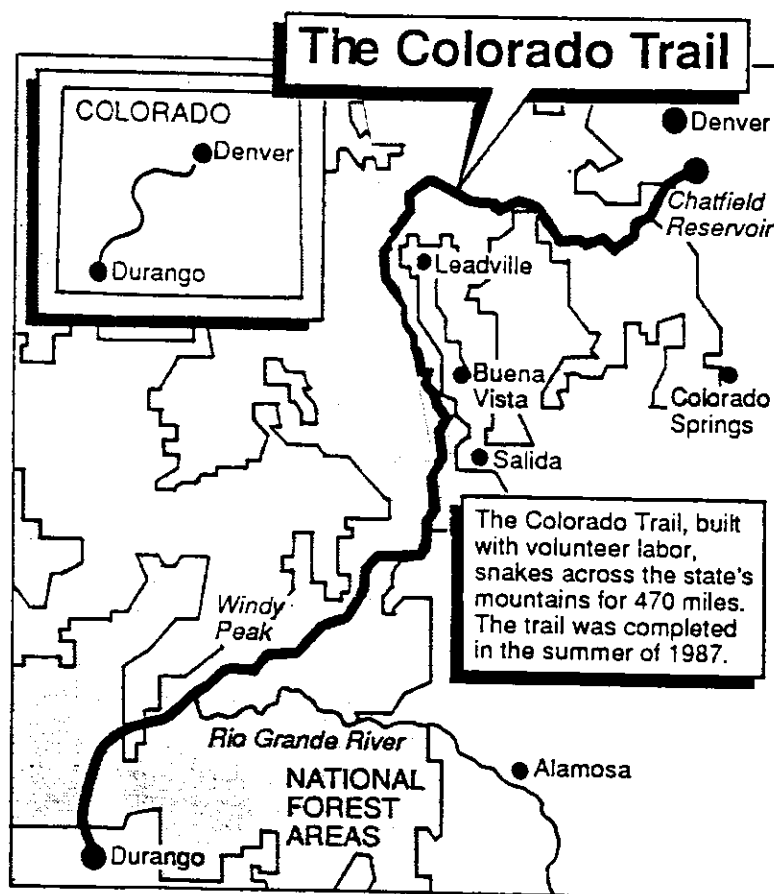 The Colorado Trail
COLORADO
Denver
Durango
Denver
Chatfield
Reservoir
Leadville
Buena
Vista
Colorado
Springs
Salida
The Colorado Trail, built
with volunteer labor,
snakes across the state's
mountains for 470 miles.
The trail was completed
in the summer of 1987.
Windy
Peak
Rio Grande River
Alamosa
NATIONAL
FOREST
AREAS
Durango